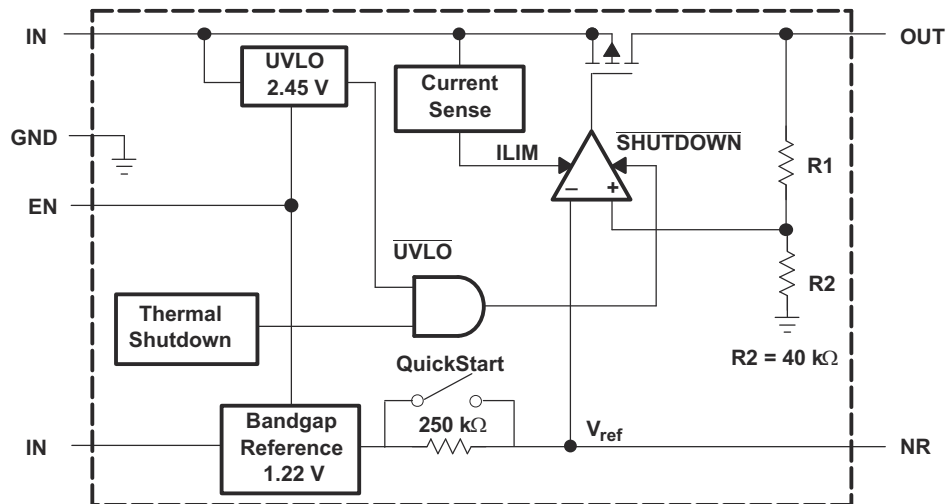 IN
UVLO
2.45 V
Current
Sense
OUT
GND
ILIM
SHUTDOWN
R1
– +
EN
UVLO
R2
Thermal
Shutdown
R2 = 40 kΩ
QuickStart
IN
Bandgap
Reference
1.22 V
250 kΩ
Vref
NR